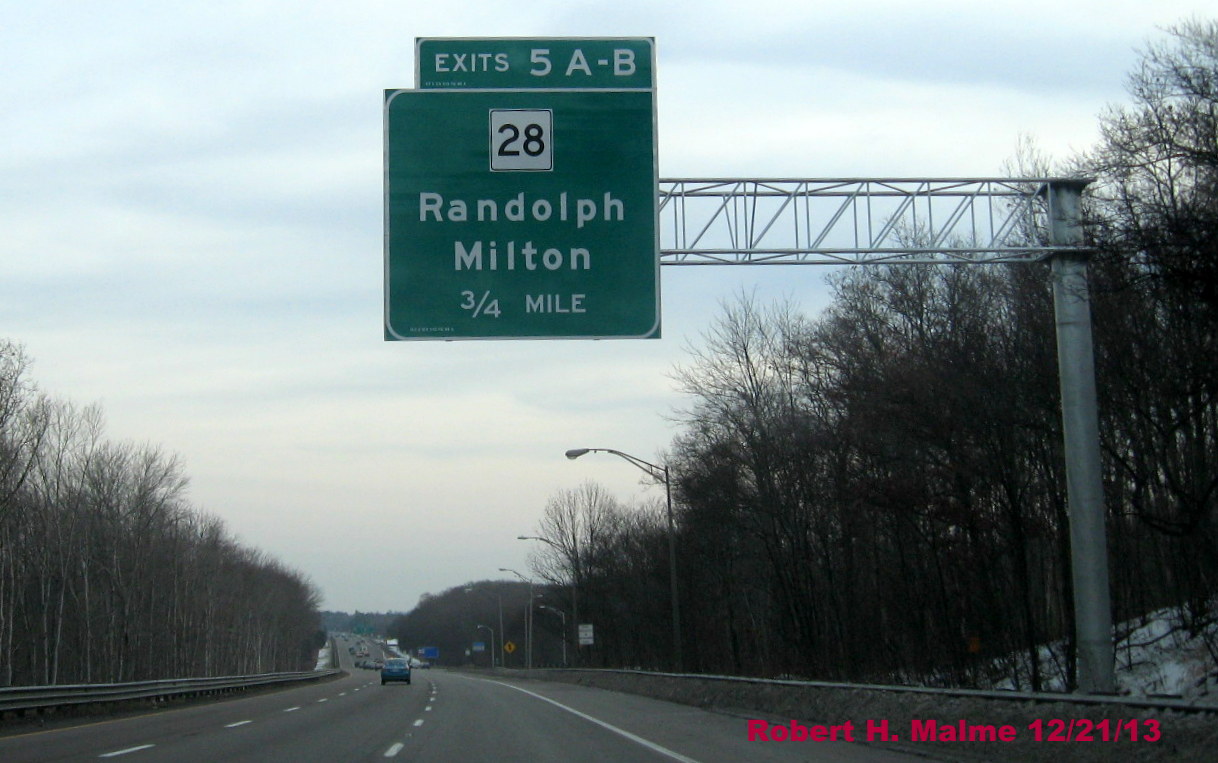 EXITS 5 A-B
28
Randolph
Milton
3/4 MILE
Robert H. Malme 12/21/13